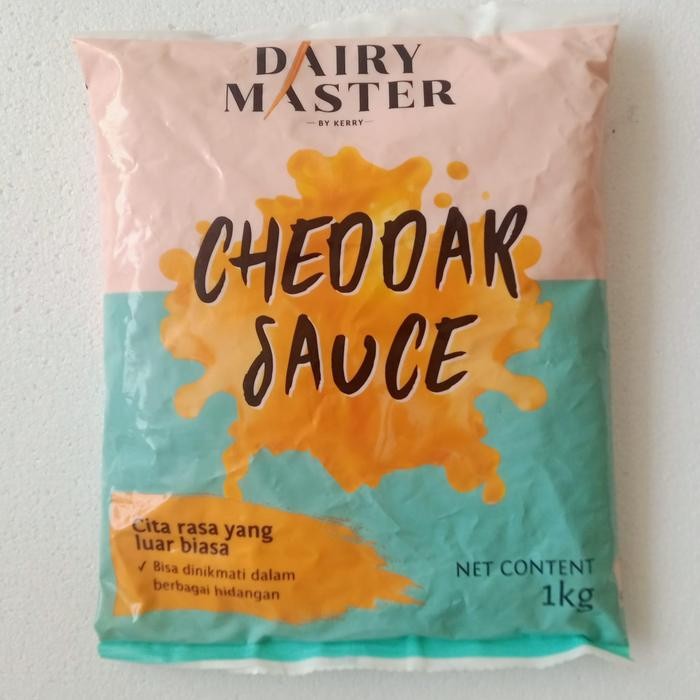 DAIRY
MASTER
BY KERRY
CHEDDAR
SAUCE
Cita rasa yang
luar biasa
✓ Bisa dinikmati dalam
berbagai hidangan
NET CONTENT
1kg